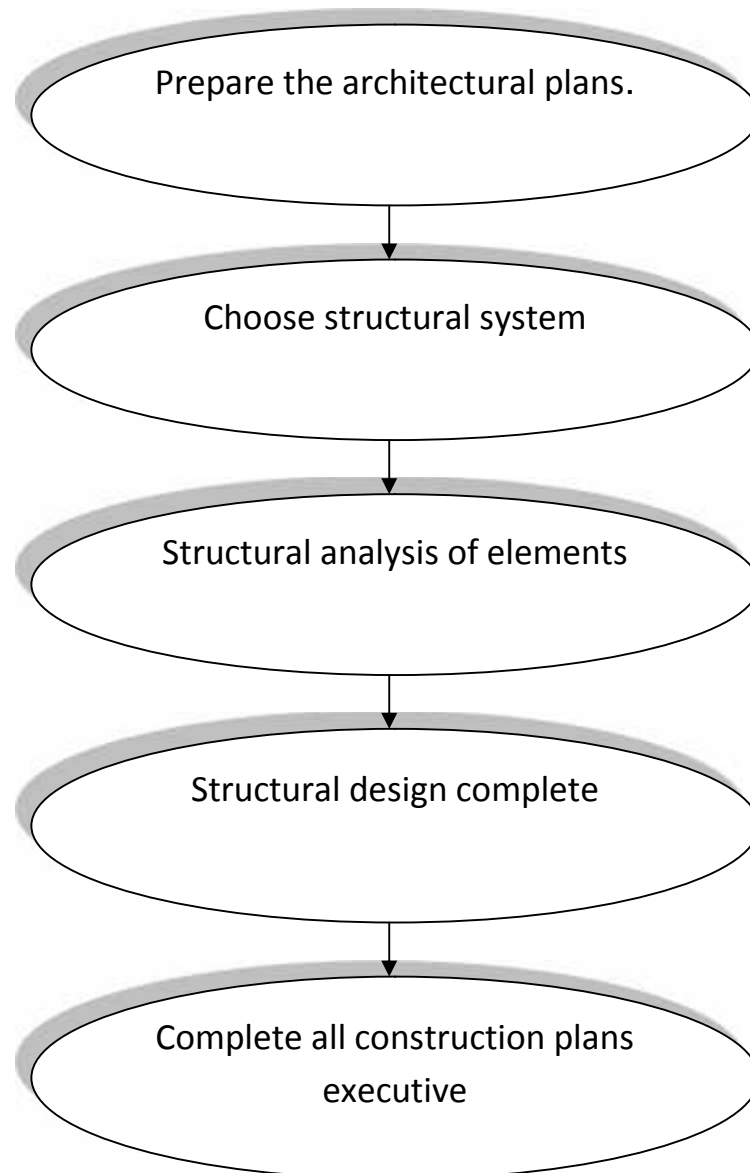 Prepare the architectural plans.
Choose structural system
Structural analysis of elements
Structural design complete
Complete all construction plans
executive